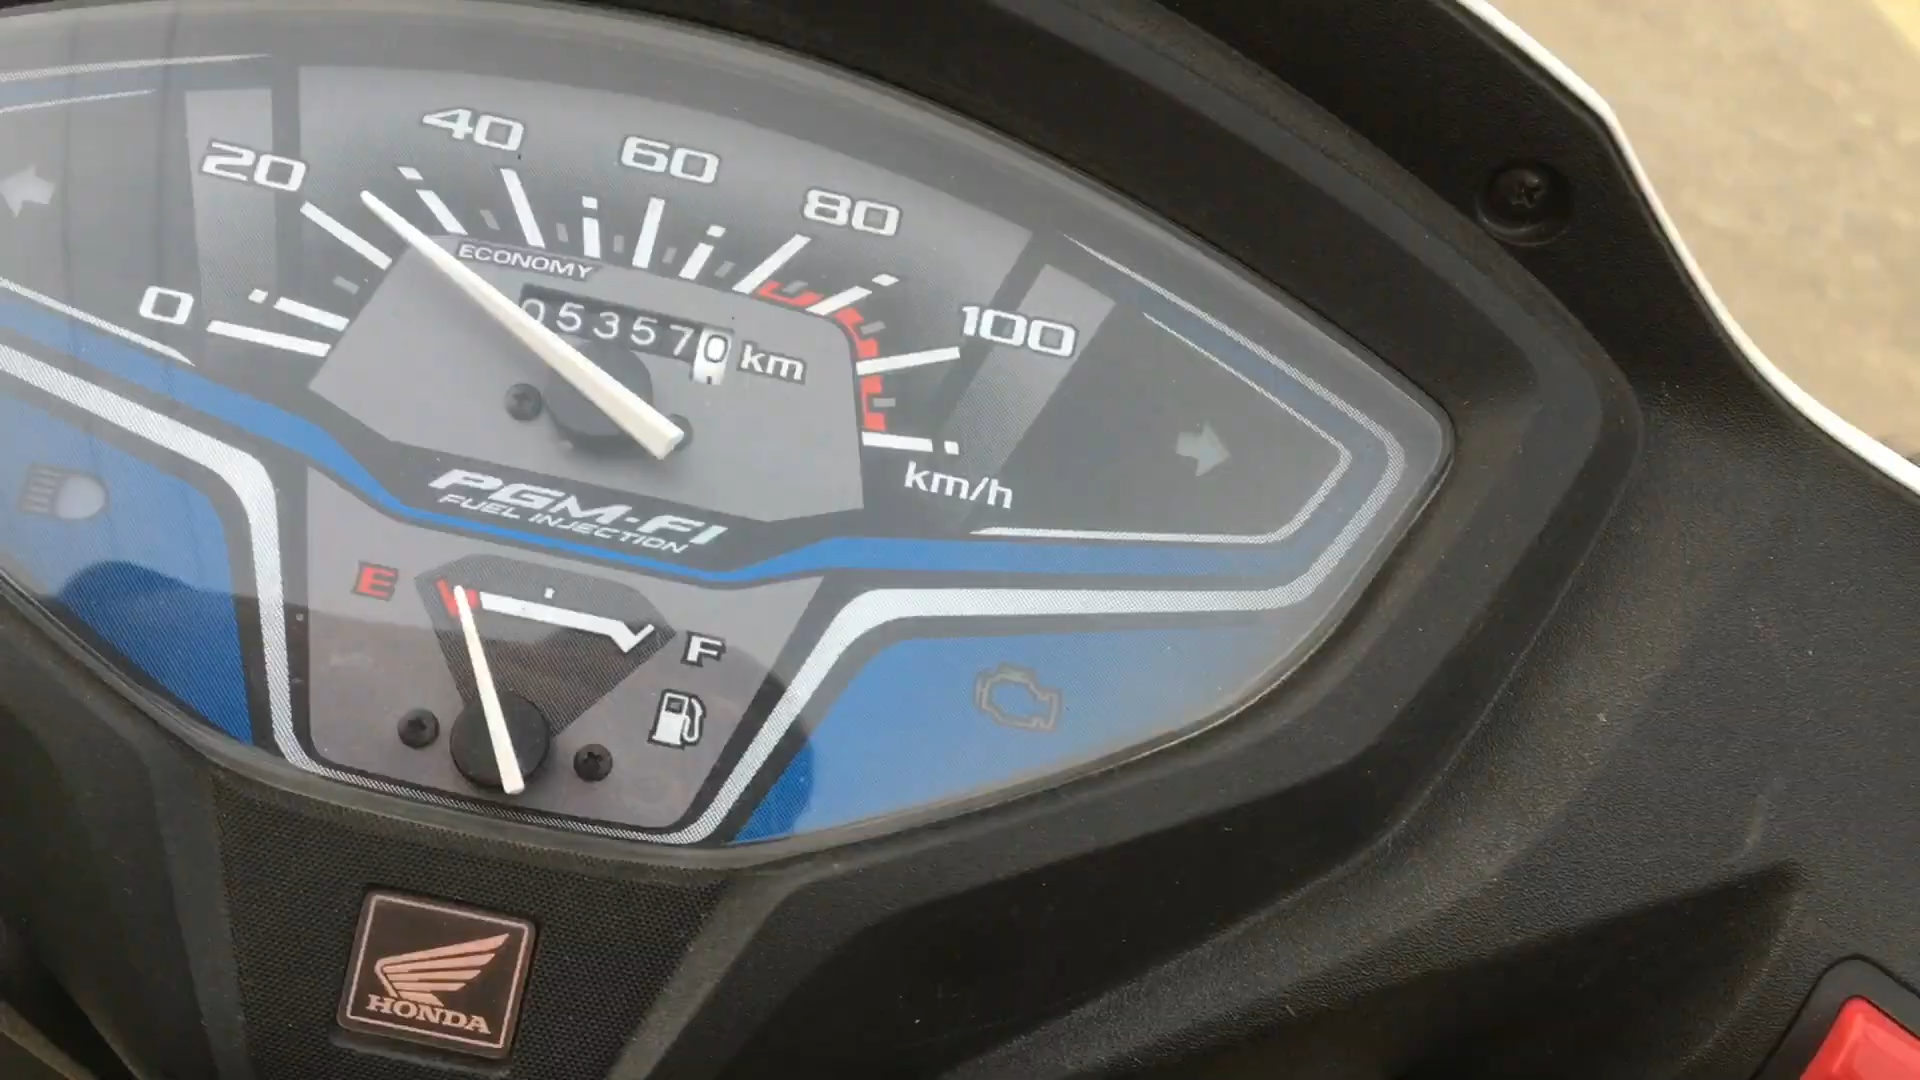 0
20
40
60
80
100
km/h
ECONOMY
053570 km
PGM-FI
FUEL INJECTION
E
F
HONDA